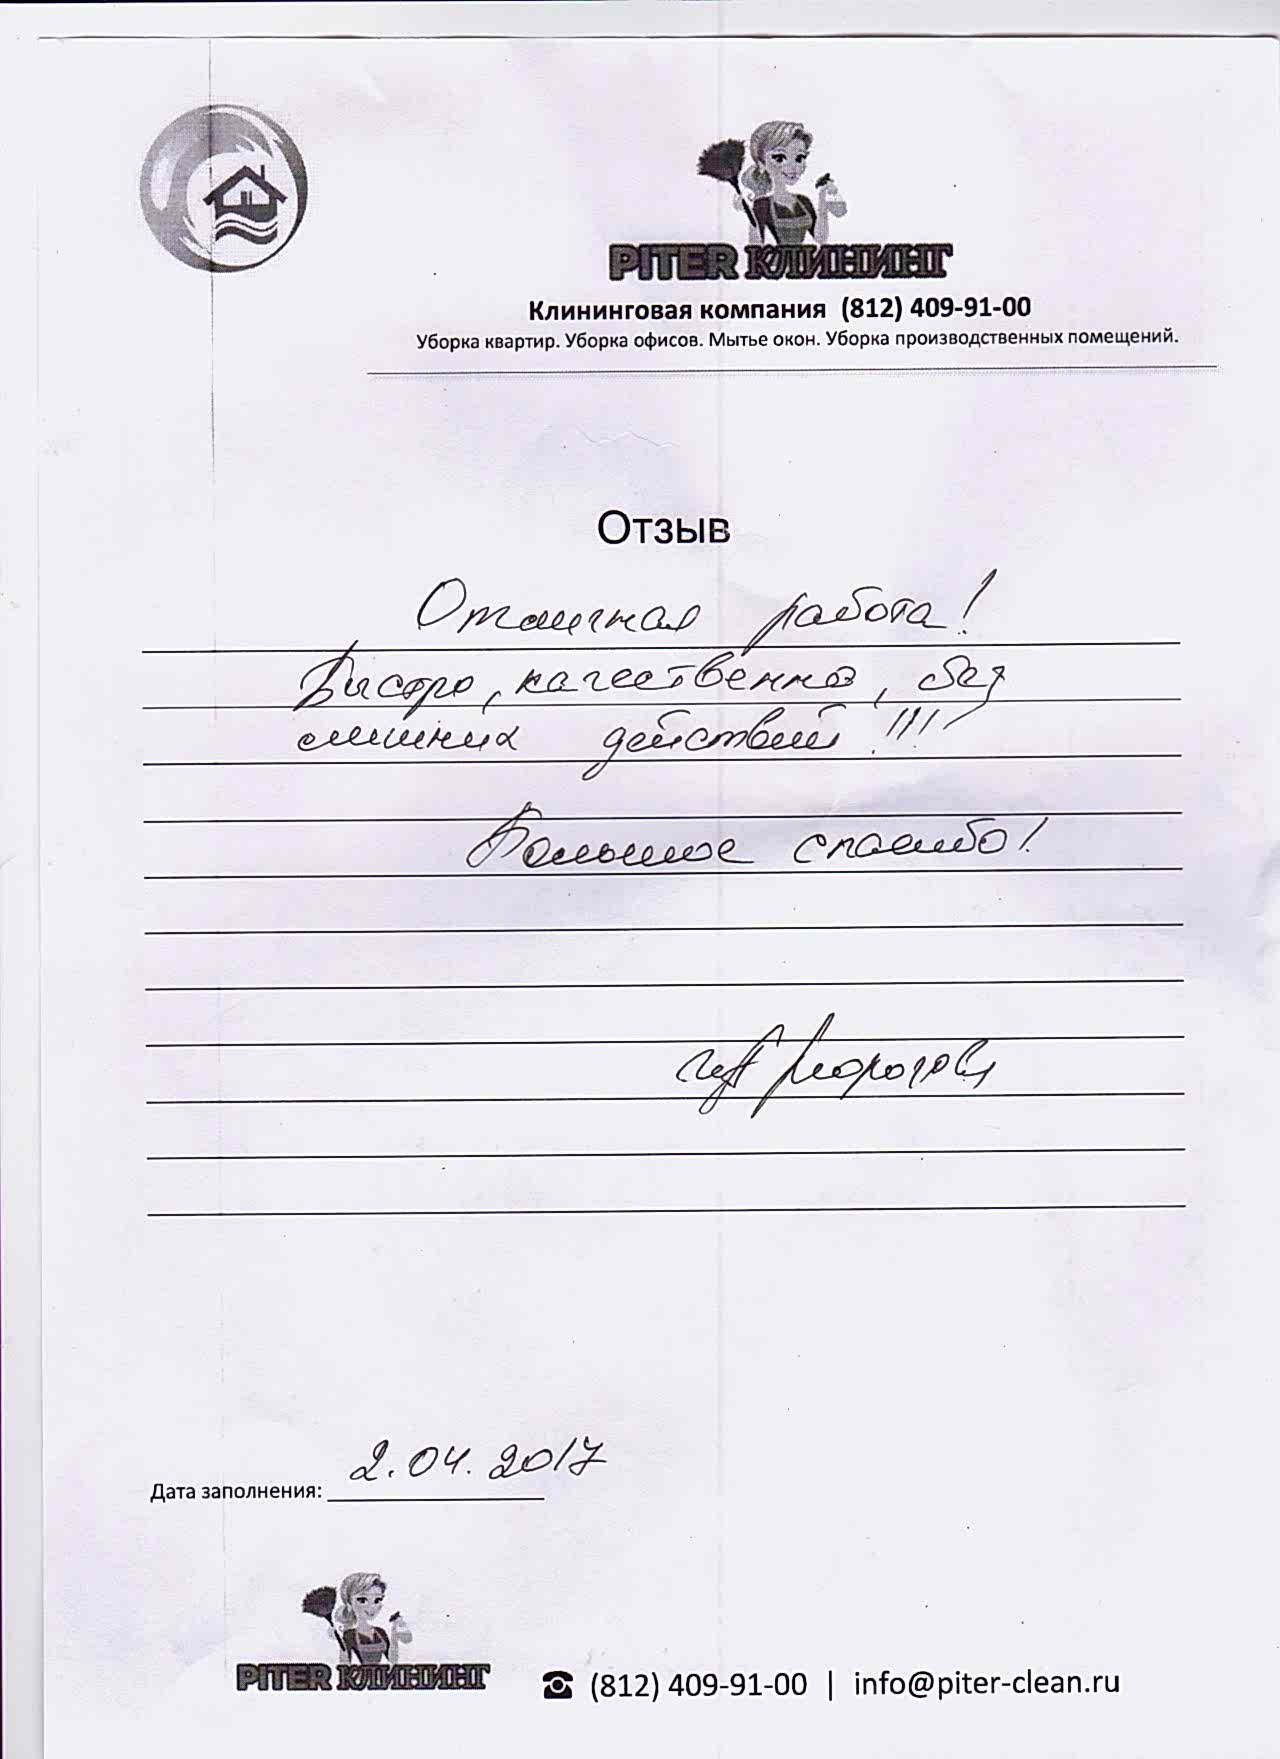 PITER КЛИНИНГ
Клининговая компания (812) 409-91-00
Уборка квартир. Уборка офисов. Мытье окон. Уборка производственных помещений.
Отзыв
Отличная работа!
Быстро, качественно, без
лишних действий!!!
Большое спасибо!
2.04.2017
Дата заполнения:
PITER КЛИНИНГ
(812) 409-91-00 | info@piter-clean.ru